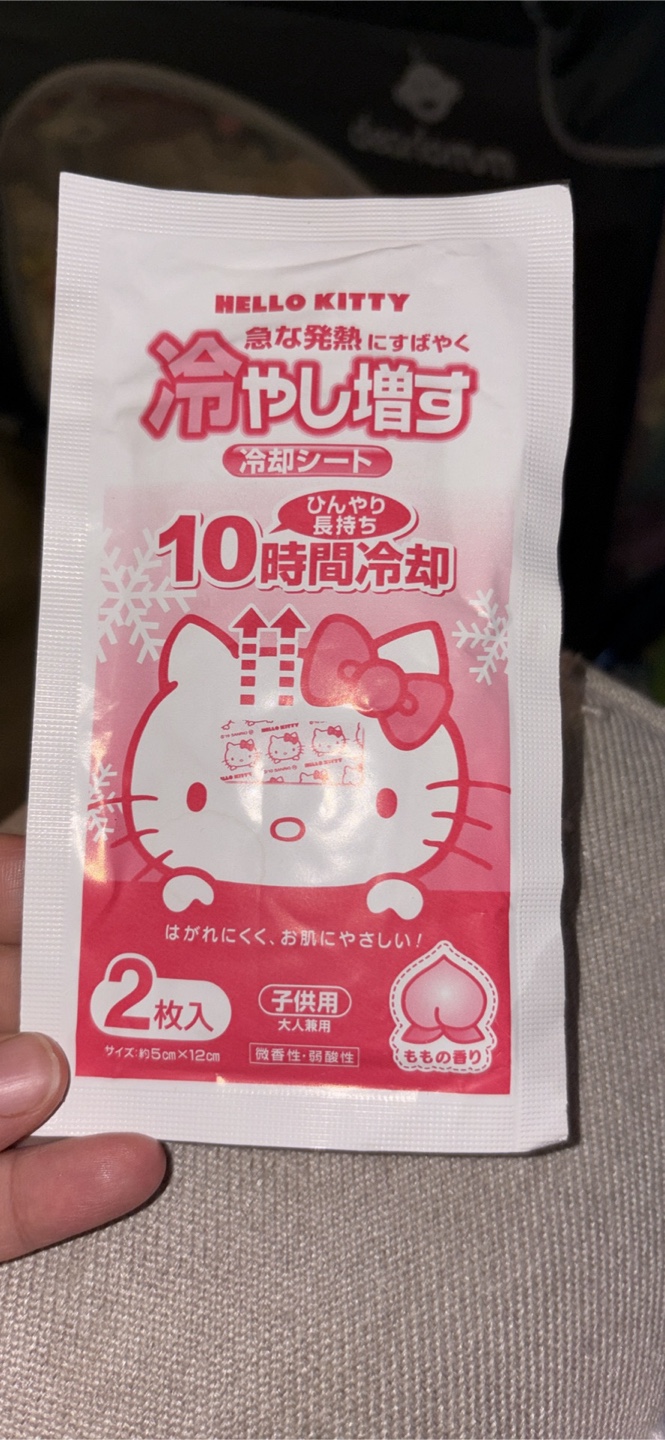 HELLO KITTY
急な発熱にすばやく
冷やし増す
冷却シート
ひんやり
長持ち
10時間冷却
HELLO KITTY
HELLO KITTY
HELLO KITTY
はがれにくく、お肌にやさしい!
2枚入
サイズ:約5cm×12cm
子供用
大人兼用
微香性・弱酸性
ももの香り